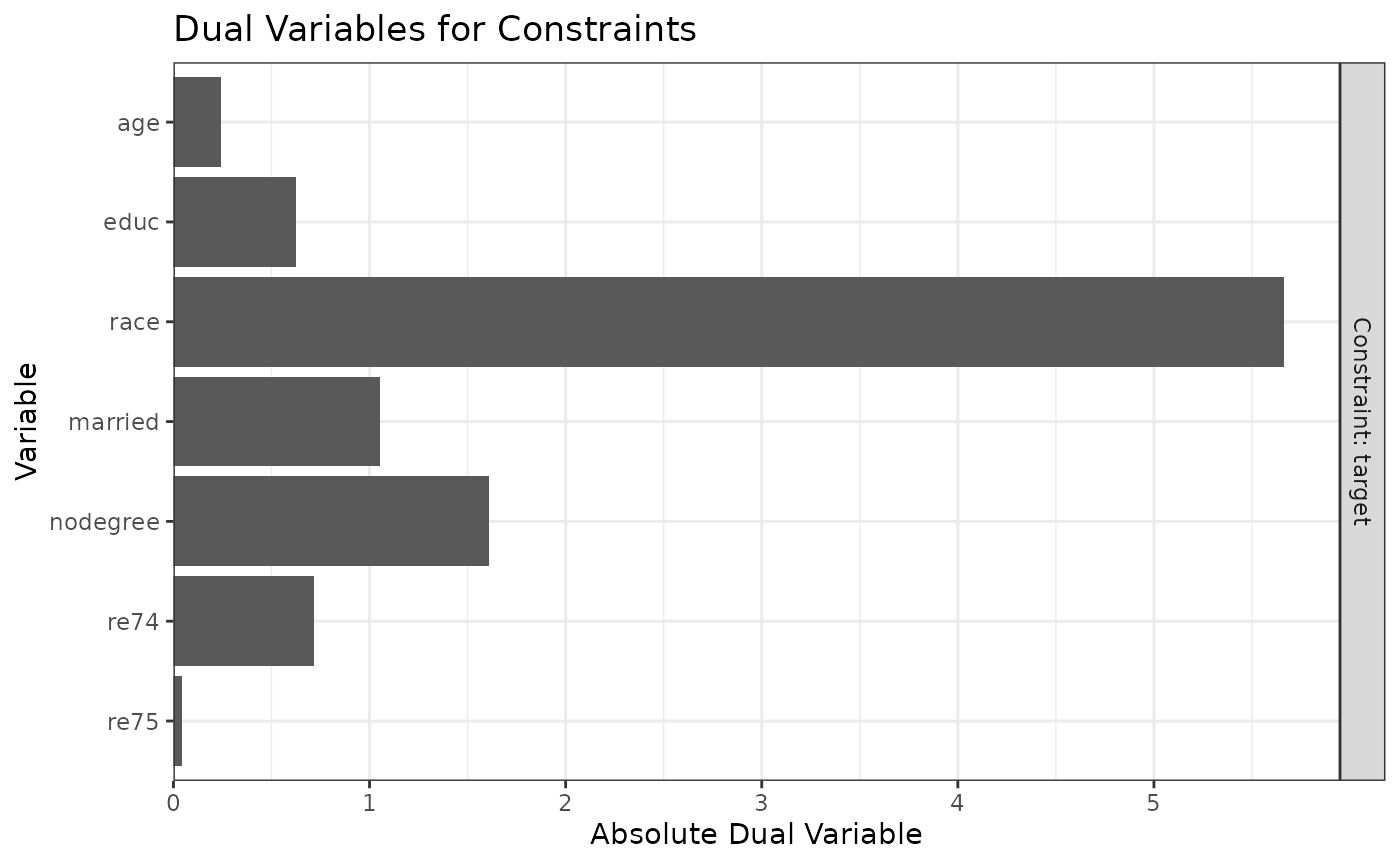 Dual Variables for Constraints
Variable
age
educ
race
married
nodegree
re74
re75
Constraint: target
0 1 2 3 4 5
Absolute Dual Variable